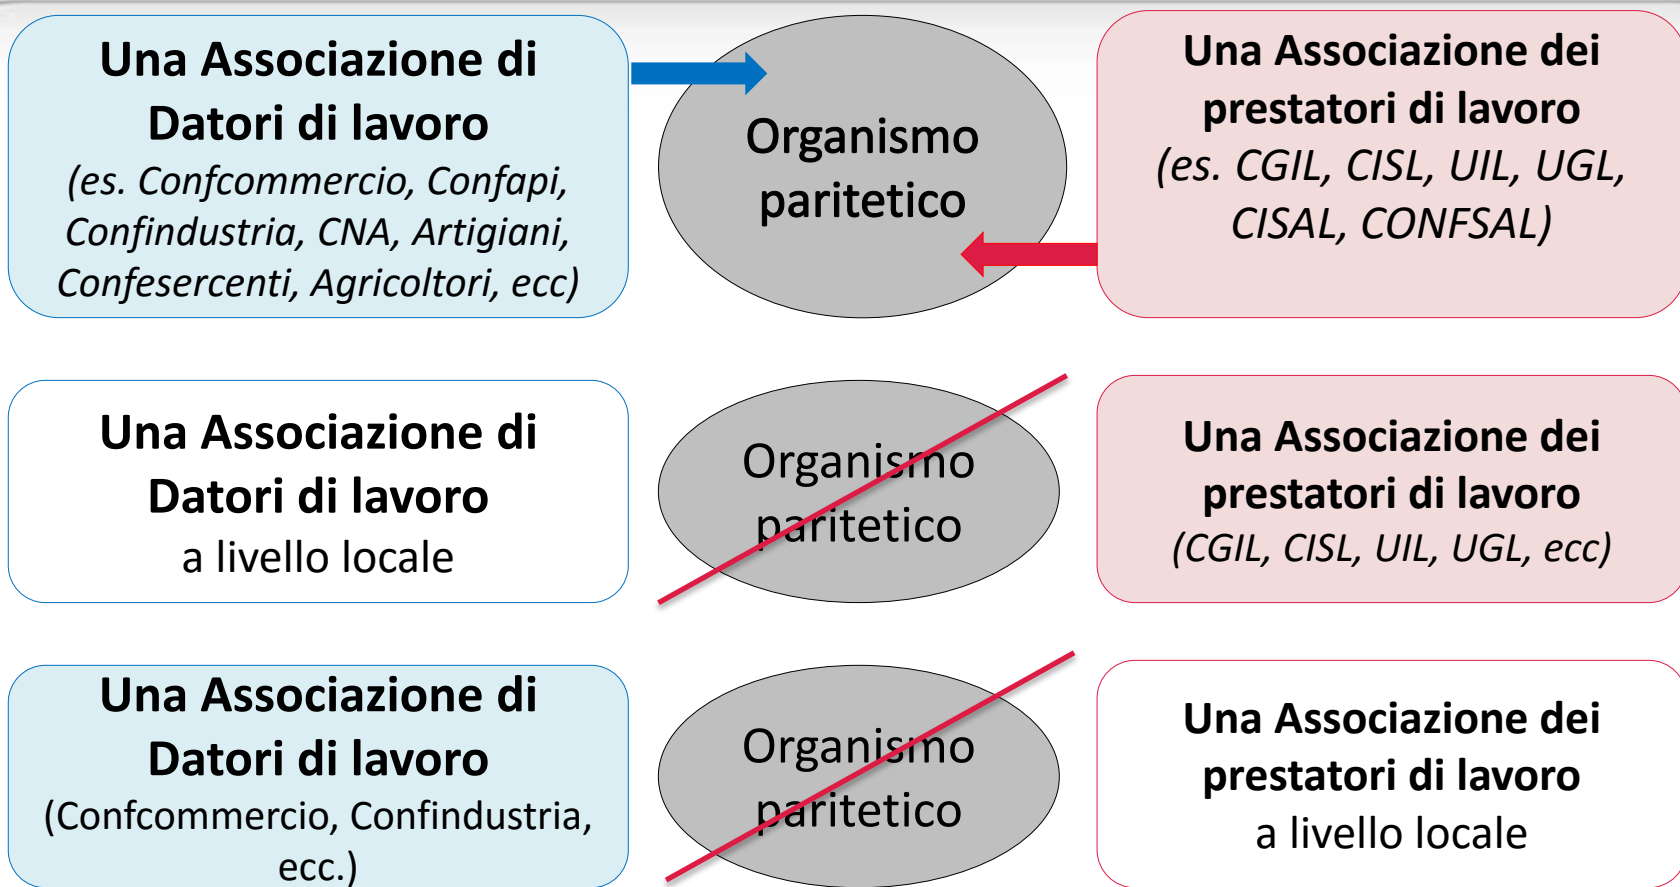 Una Associazione di
Datori di lavoro
(es. Confcommercio, Confapi,
Confindustria, CNA, Artigiani,
Confesercenti, Agricoltori, ecc)
Organismo
paritetico
Una Associazione dei
prestatori di lavoro
(es. CGIL, CISL, UIL, UGL,
CISAL, CONFSAL)
Una Associazione di
Datori di lavoro
a livello locale
Organismo
paritetico
Una Associazione dei
prestatori di lavoro
(CGIL, CISL, UIL, UGL, ecc)
Una Associazione di
Datori di lavoro
(Confcommercio, Confindustria,
ecc.)
Organismo
paritetico
Una Associazione dei
prestatori di lavoro
a livello locale